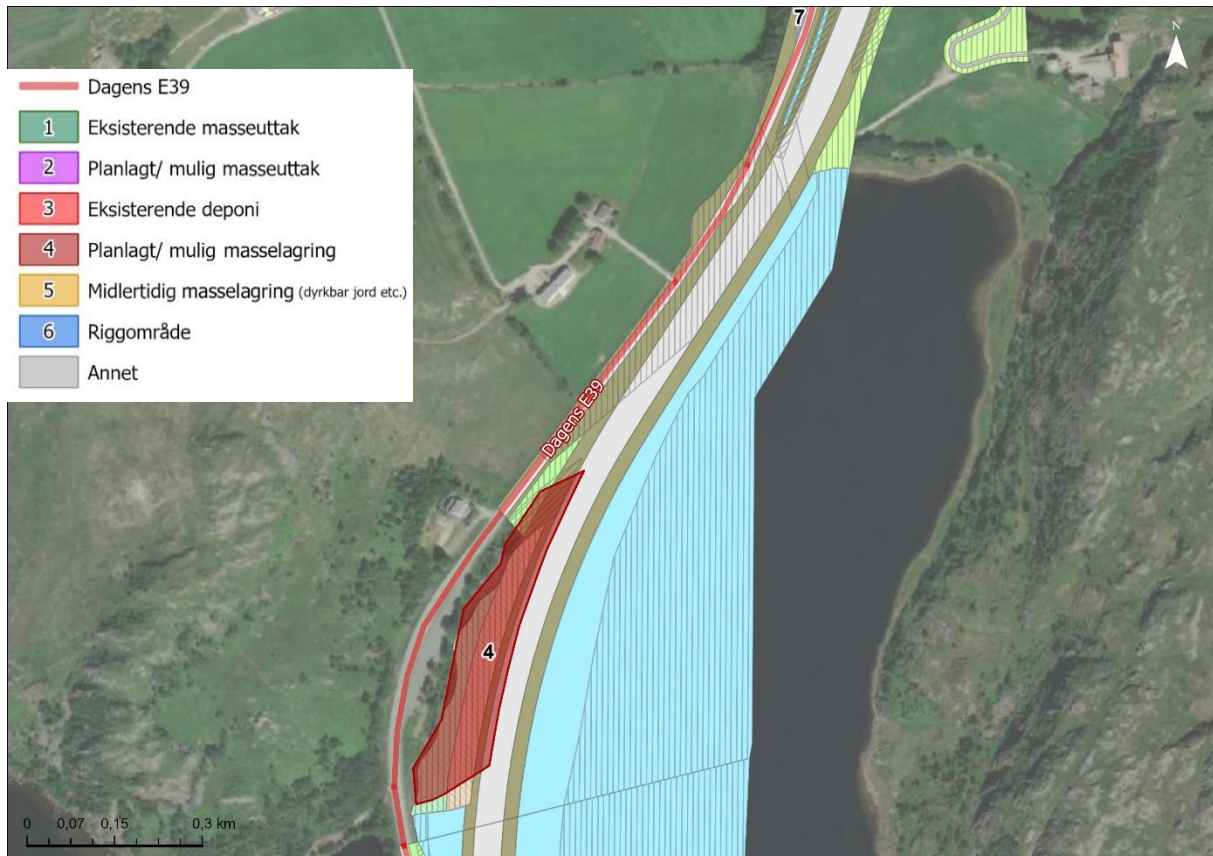 7
N
Dagens E39
1 Eksisterende masseuttak
2 Planlagt/ mulig masseuttak
3 Eksisterende deponi
4 Planlagt/ mulig masselagring
5 Midlertidig masselagring (dyrkbar jord etc.)
6 Riggområde
Annet
Dagens E39
4
0 0,07 0,15 0,3 km